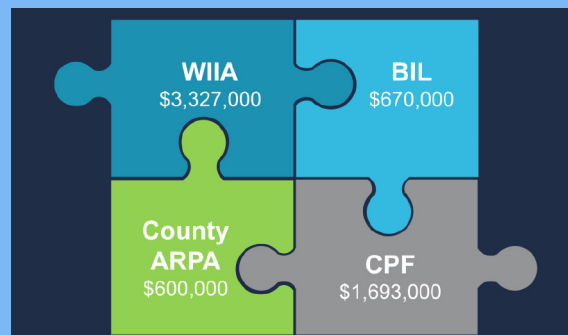 WIIA
$3,327,000
BIL
$670,000
County
ARPA
$600,000
CPF
$1,693,000